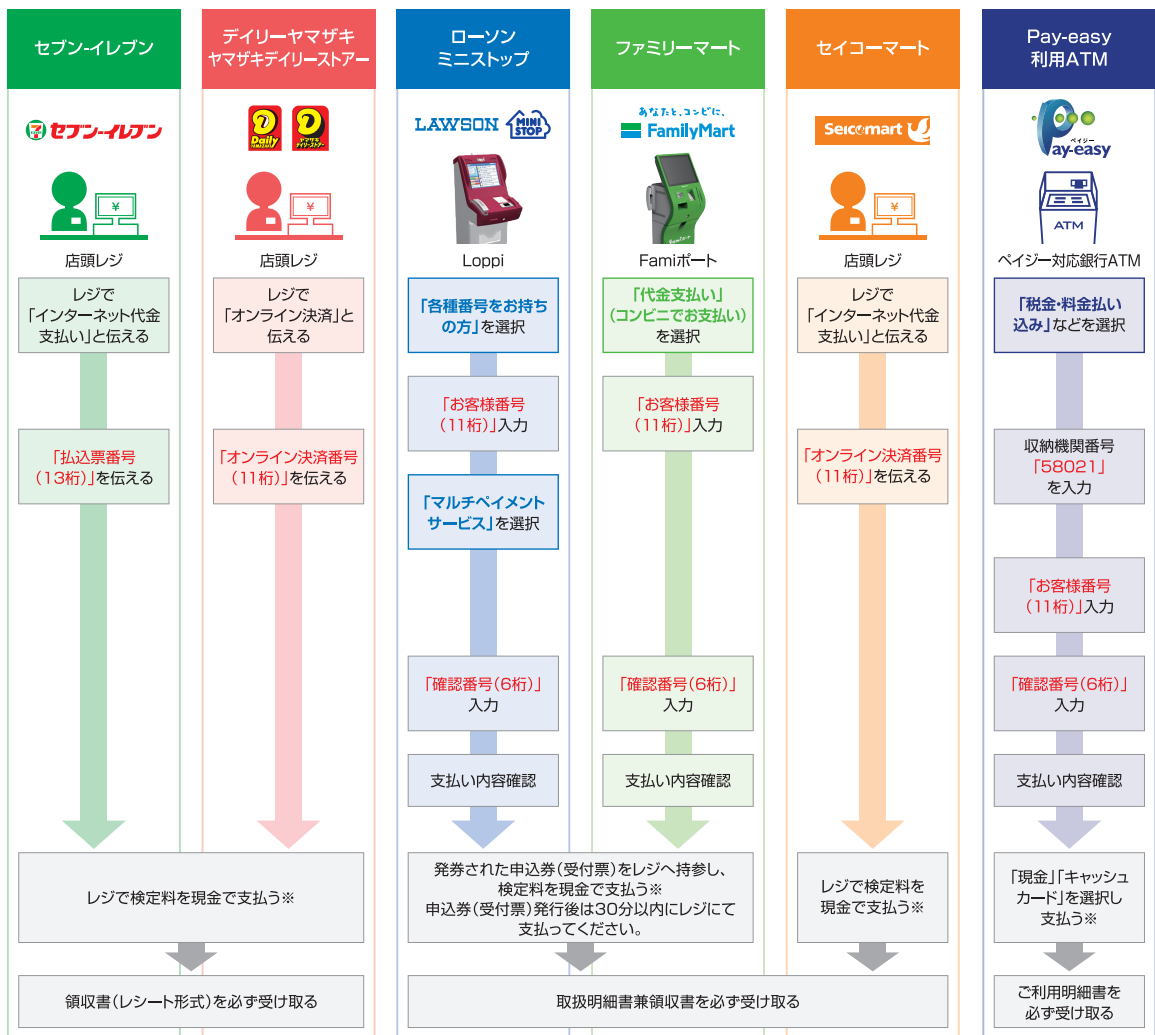 セブン-イレブン
デイリーヤマザキ
ヤマザキデイリーストアー
ローソン
ミニストップ
ファミリーマート
セイコーマート
Pay-easy
利用ATM
セブン-イレブン
Daily
YAMAZAKI
ヤマザキ
デイリーストアー
LAWSON
MINI
STOP
あなたと、コンビに、
FamilyMart
Seicomart
ペイジー
Pay-easy
¥
¥
¥
ATM
店頭レジ
店頭レジ
Loppi
Famiポート
店頭レジ
ペイジー対応銀行ATM
レジで
「インターネット代金
支払い」と伝える
レジで
「オンライン決済」と
伝える
「各種番号をお持ち
の方」を選択
「代金支払い」
(コンビニでお支払い)
を選択
レジで
「インターネット代金
支払い」と伝える
「税金・料金払い
込み」などを選択
「お客様番号
(11桁)」入力
「お客様番号
(11桁)」入力
「払込票番号
(13桁)」を伝える
「オンライン決済番号
(11桁)」を伝える
「マルチペイメント
サービス」を選択
「オンライン決済番号
(11桁)」を伝える
収納機関番号
「58021」
を入力
「お客様番号
(11桁)」入力
「確認番号(6桁)」
入力
「確認番号(6桁)」
入力
「確認番号(6桁)」
入力
支払い内容確認
支払い内容確認
支払い内容確認
レジで検定料を現金で支払う※
発券された申込券(受付票)をレジへ持参し、
検定料を現金で支払う※
申込券(受付票)発行後は30分以内にレジにて
支払ってください。
レジで検定料を
現金で支払う※
「現金」「キャッシュ
カード」を選択し
支払う※
領収書(レシート形式)を必ず受け取る
取扱明細書兼領収書を必ず受け取る
ご利用明細書を
必ず受け取る